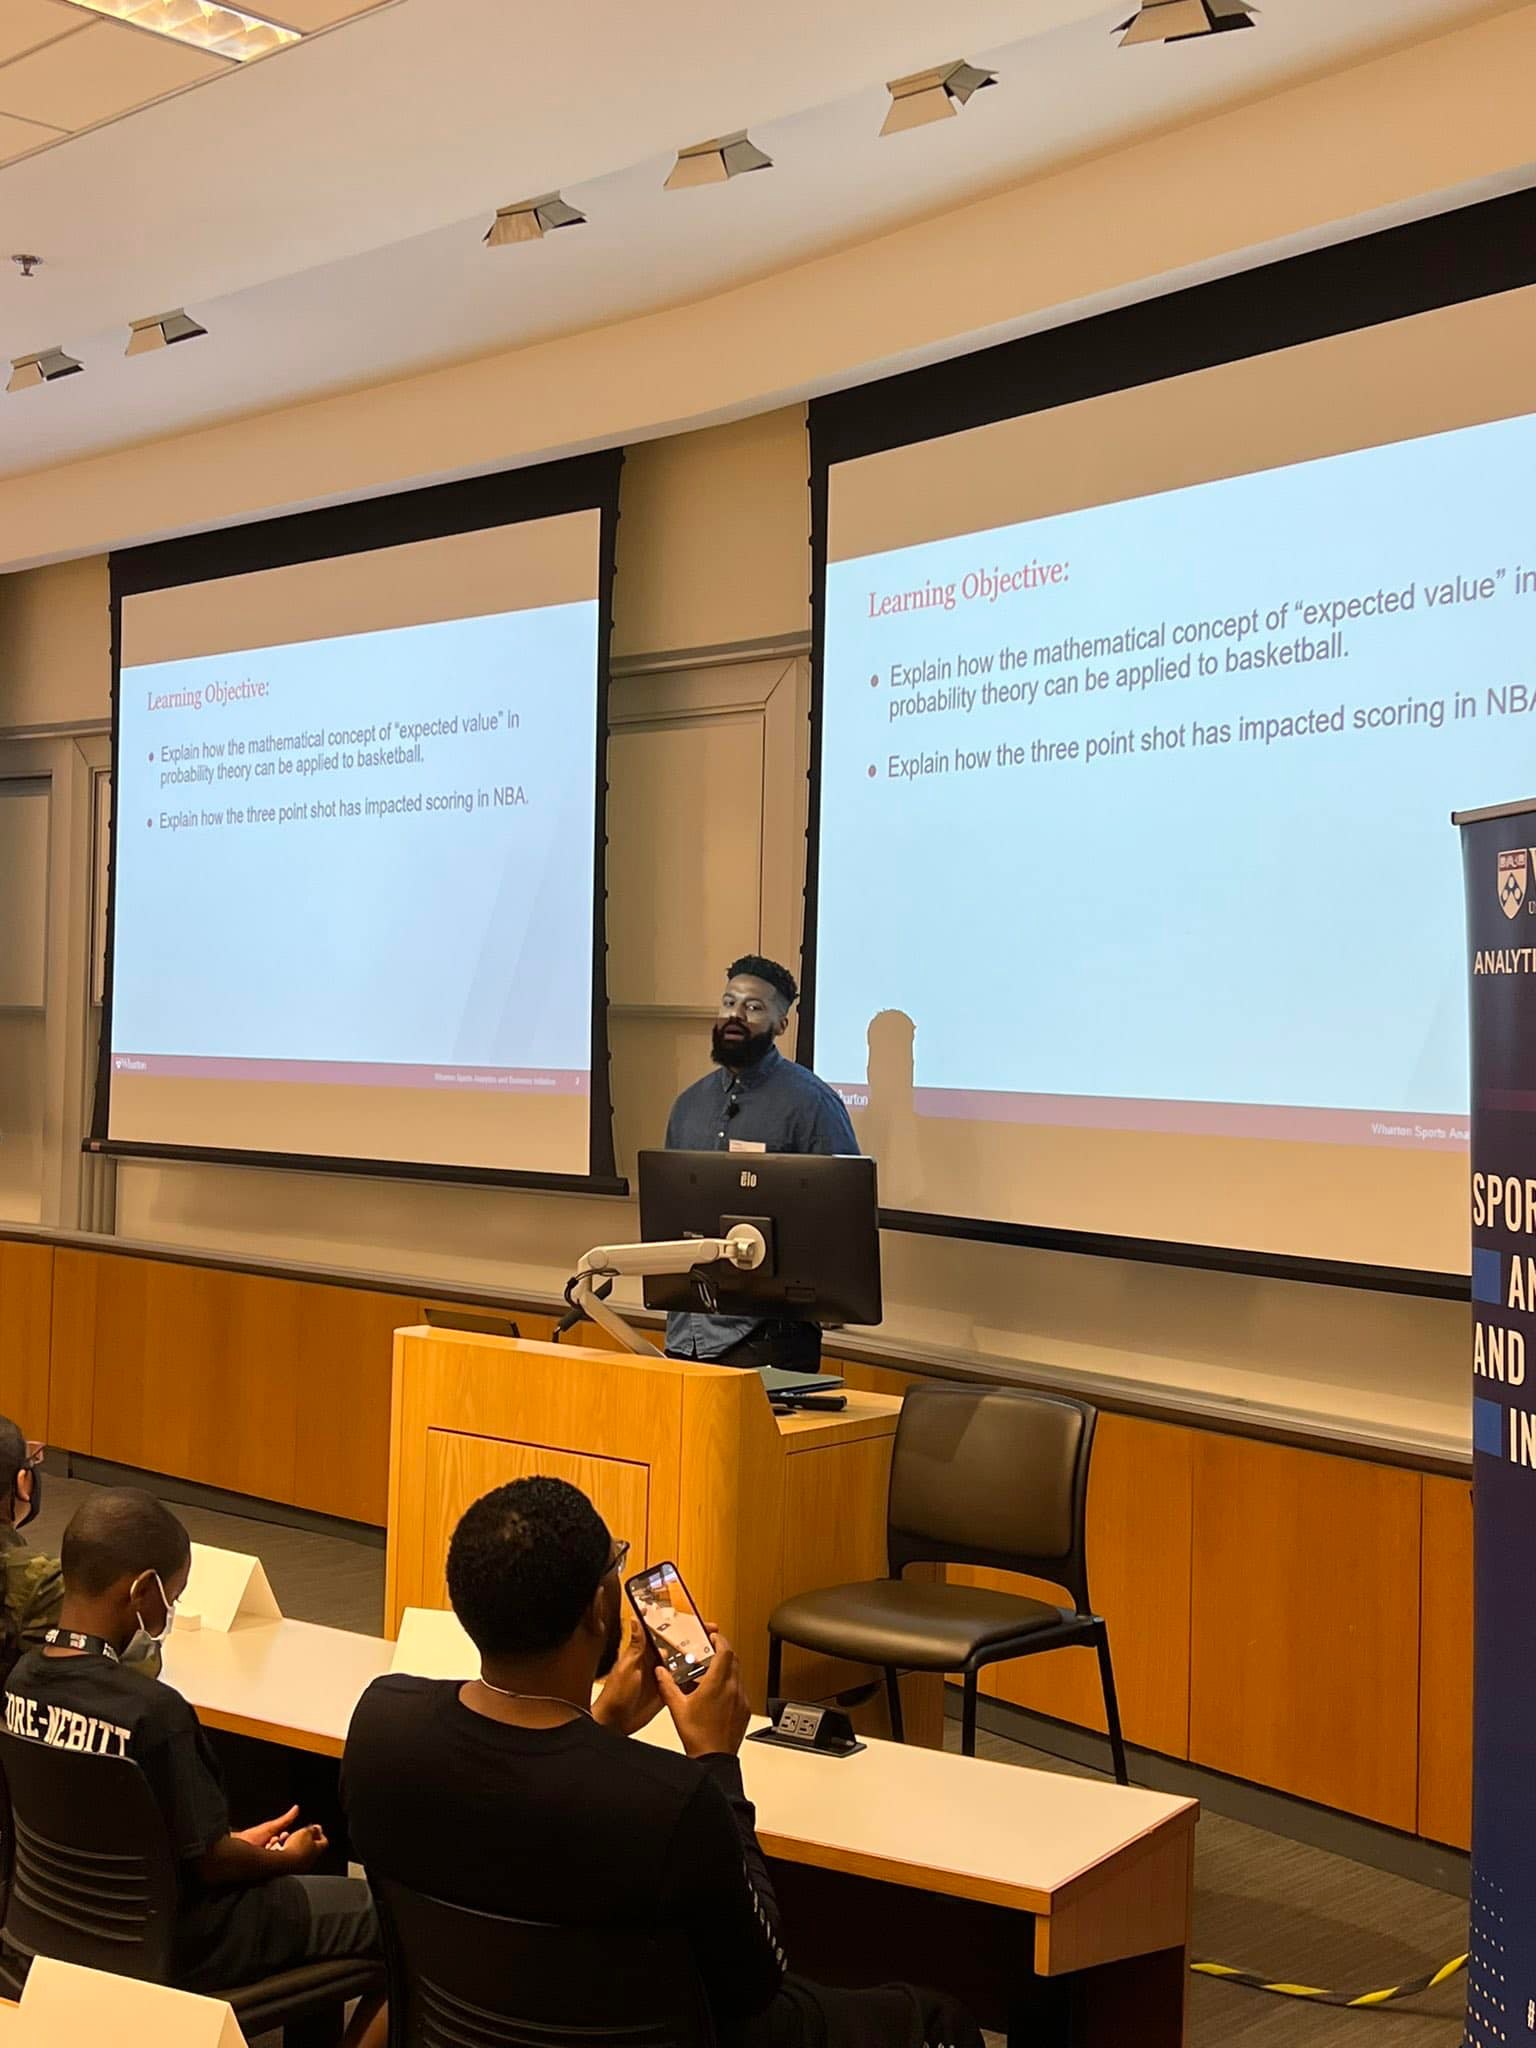 Learning Objective:
Explain how the mathematical concept of “expected value” in
probability theory can be applied to basketball.
Explain how the three point shot has impacted scoring in NBA.
Wharton
Wharton Sports Analytics and Business Initiative
Learning Objective:
Explain how the mathematical concept of “expected value” in
probability theory can be applied to basketball.
Explain how the three point shot has impacted scoring in NBA
Wharton Sports Ana
ANALYTI
SPOR
AN
AND
IN
elo
ORE-NEBITT
#